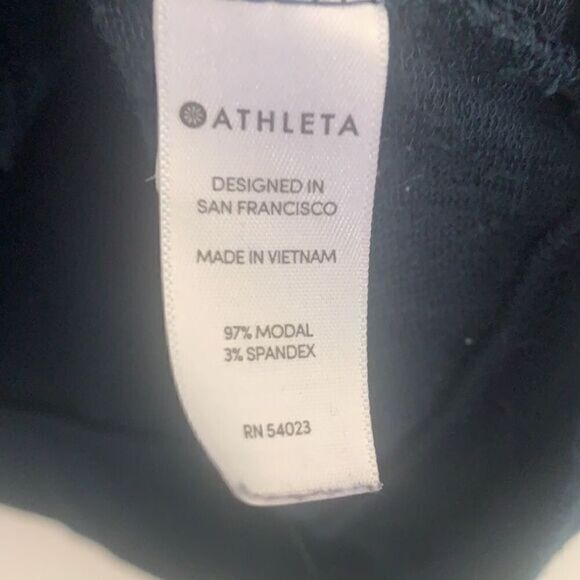 ATHLETA
DESIGNED IN
SAN FRANCISCO
MADE IN VIETNAM
97% MODAL
3% SPANDEX
RN 54023